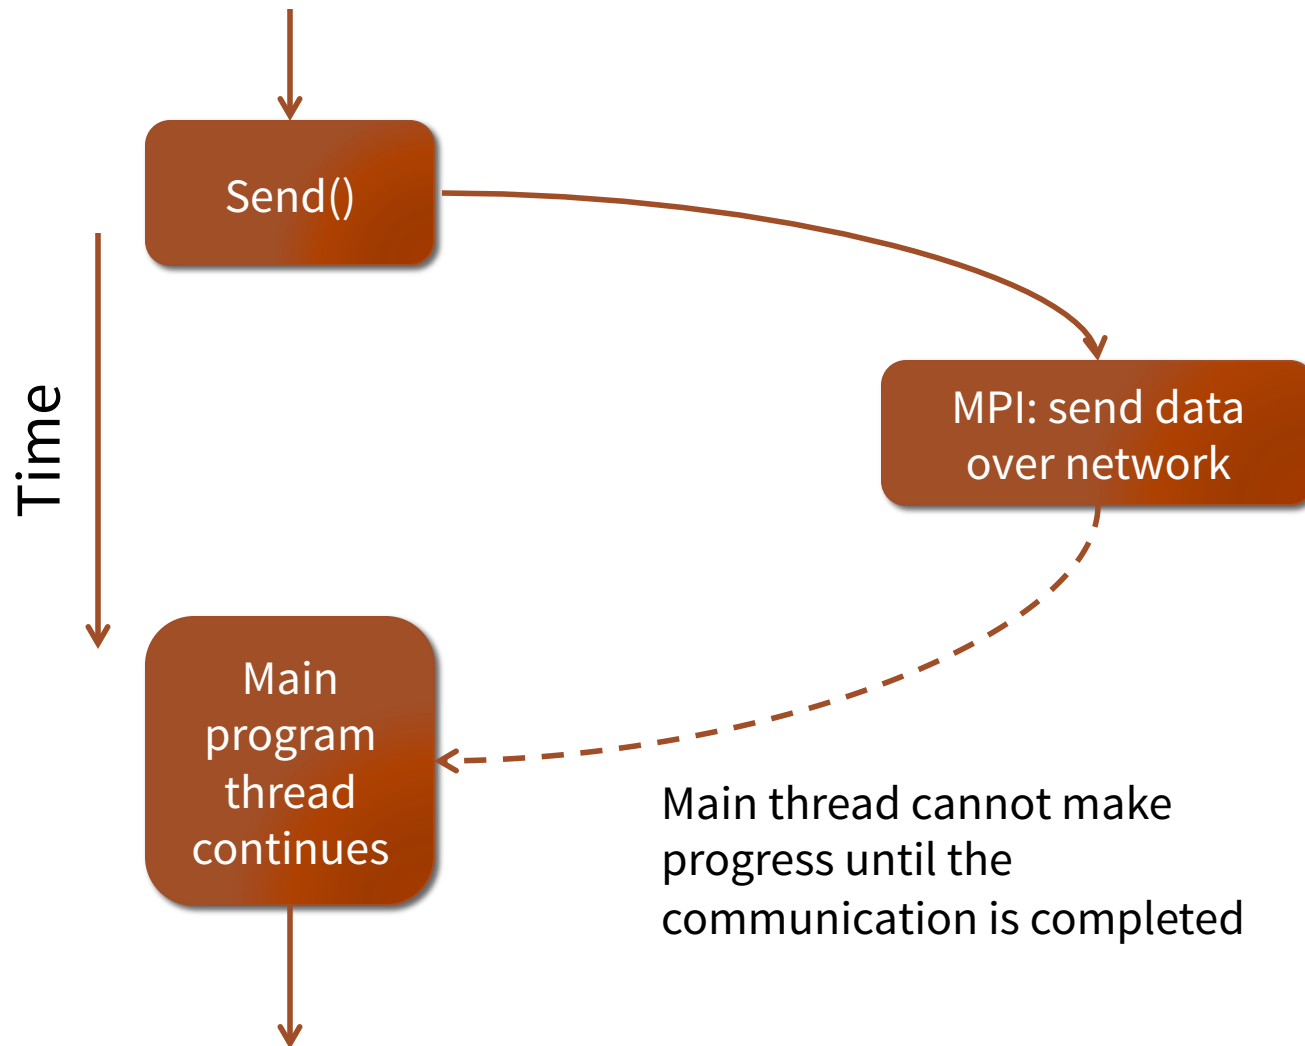 Send()
MPI: send data
over network
Time
Main
program
thread
continues
Main thread cannot make
progress until the
communication is completed